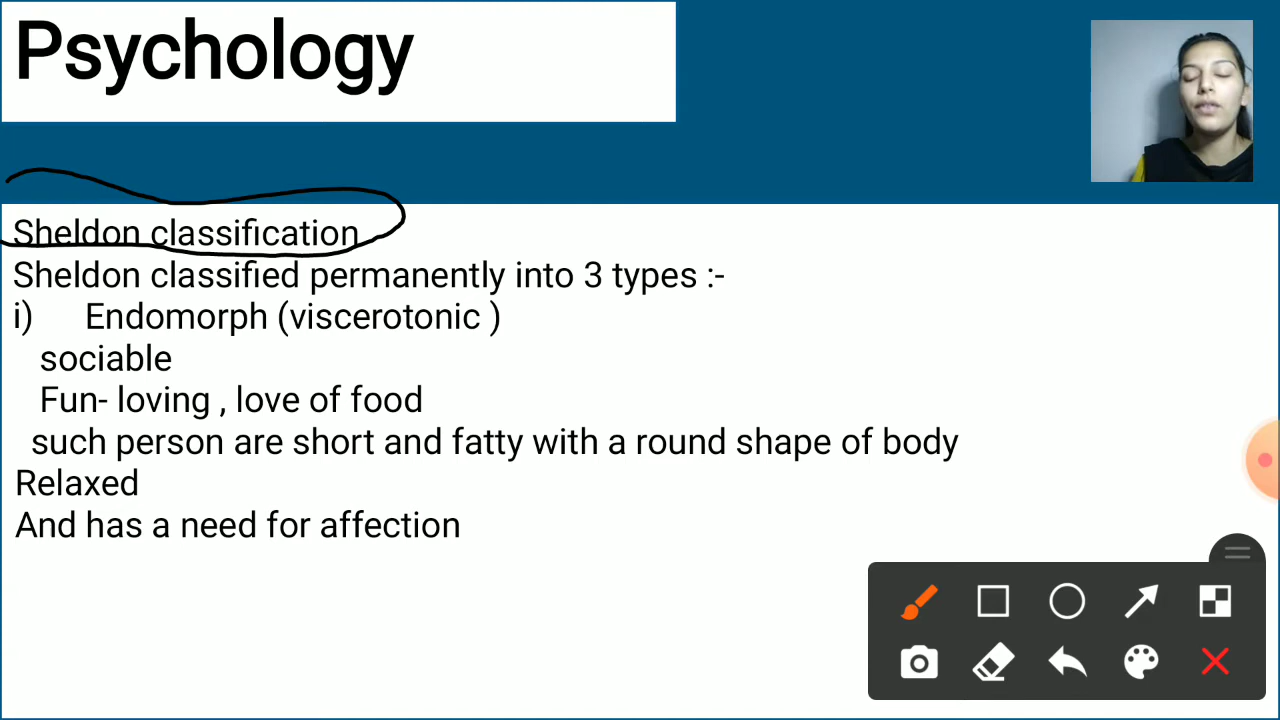 Psychology
Sheldon classification
Sheldon classified permanently into 3 types :-
i) Endomorph (viscerotonic )
sociable
Fun- loving , love of food
such person are short and fatty with a round shape of body
Relaxed
And has a need for affection